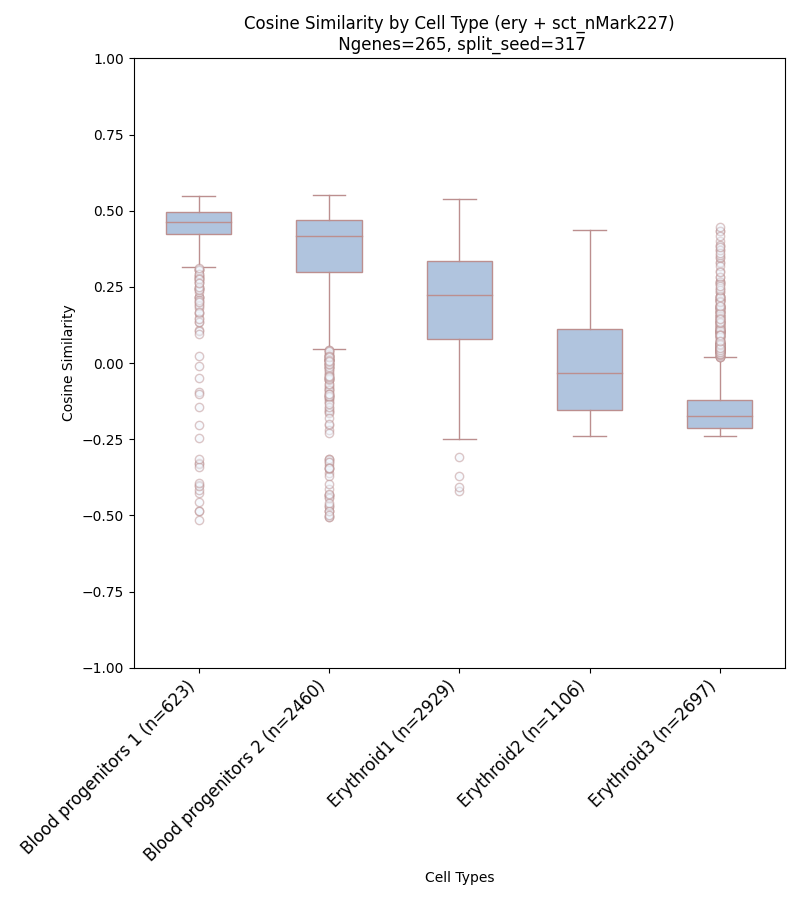 Cosine Similarity by Cell Type (ery + sct_nMark227)
Ngenes=265, split_seed=317
Cosine Similarity
1.00
0.75
0.50
0.25
0.00
−0.25
−0.50
−0.75
−1.00
Blood progenitors 1 (n=623)
Blood progenitors 2 (n=2460)
Erythroid1 (n=2929)
Erythroid2 (n=1106)
Erythroid3 (n=2697)
Cell Types